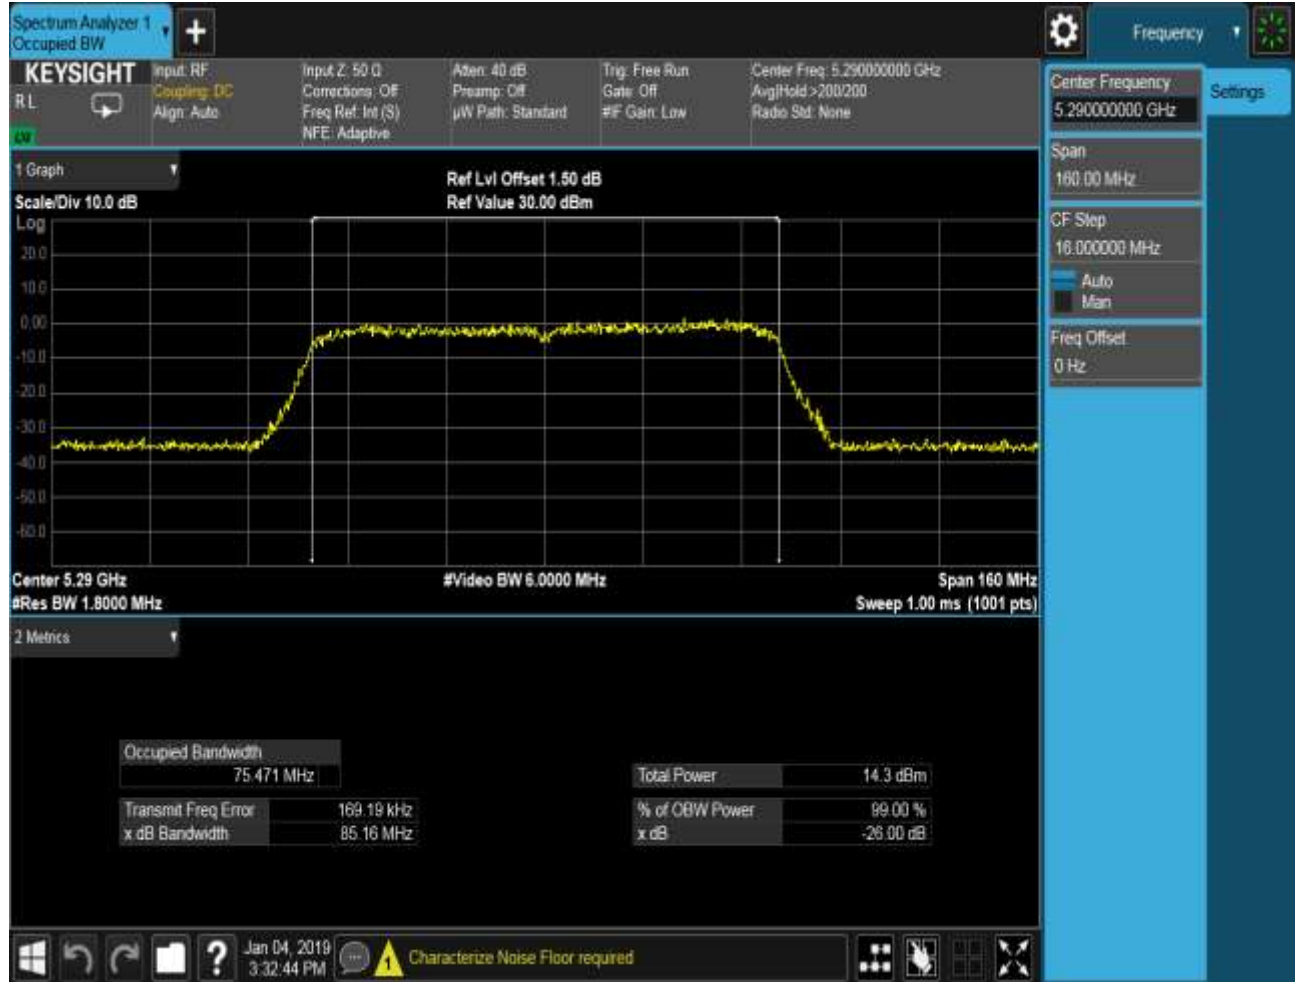 Spectrum Analyzer 1
Occupied BW
Frequency
KEYSIGHT
RL
Input: RF
Coupling: DC
Align: Auto
Input Z: 50 Ω
Corrections: Off
Freq Ref: Int (S)
NFE: Adaptive
Atten: 40 dB
Preamp: Off
µW Path: Standard
Trig: Free Run
Gate: Off
#IF Gain: Low
Center Freq: 5.290000000 GHz
Avg|Hold:>200/200
Radio Std: None
Center Frequency
5.290000000 GHz
Settings
Span
160.00 MHz
CF Step
16.000000 MHz
Auto
Man
Freq Offset
0 Hz
1 Graph
Scale/Div 10.0 dB
Ref Lvl Offset 1.50 dB
Ref Value 30.00 dBm
Log
20.0
10.0
0.00
-10.0
-20.0
-30.0
-40.0
-50.0
-60.0
Center 5.29 GHz
#Video BW 6.0000 MHz
Span 160 MHz
#Res BW 1.8000 MHz
Sweep 1.00 ms (1001 pts)
2 Metrics
Occupied Bandwidth
75.471 MHz
Total Power 14.3 dBm
Transmit Freq Error 169.19 kHz
% of OBW Power 99.00 %
x dB Bandwidth 85.16 MHz
x dB -26.00 dB
Jan 04, 2019
3:32:44 PM
1
Characterize Noise Floor required